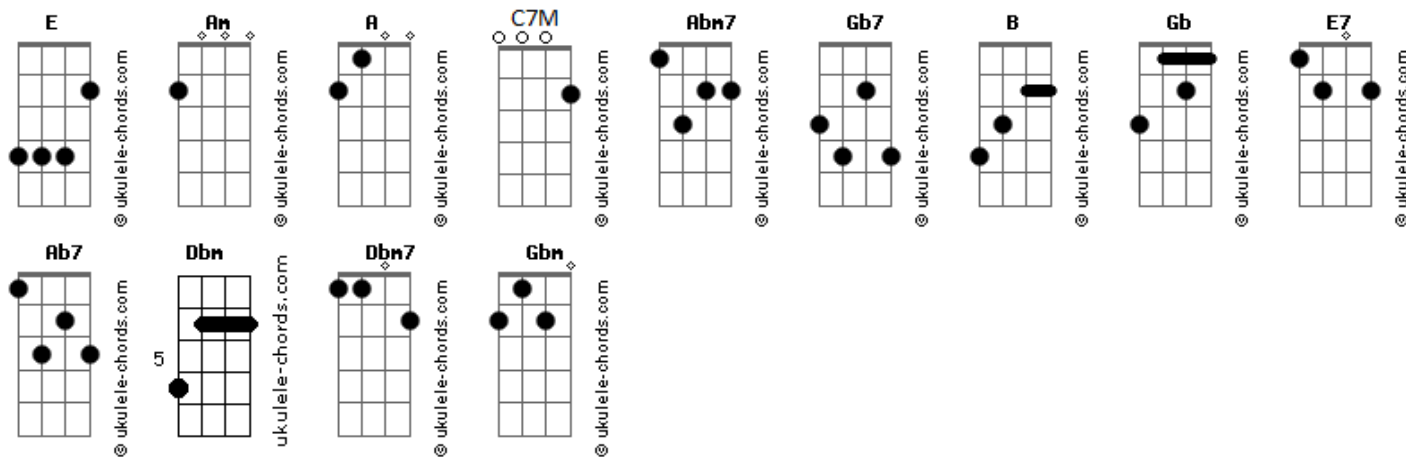 E Am A C7M Abm7 Gb7 B Gb E7
© ukulele-chords.com © ukulele-chords.com © ukulele-chords.com © ukulele-chords.com © ukulele-chords.com © ukulele-chords.com © ukulele-chords.com © ukulele-chords.com © ukulele-chords.com
Ab7 Dbm Dbm7 Gbm
5
© ukulele-chords.com ukulele-chords.com © ukulele-chords.com © ukulele-chords.com